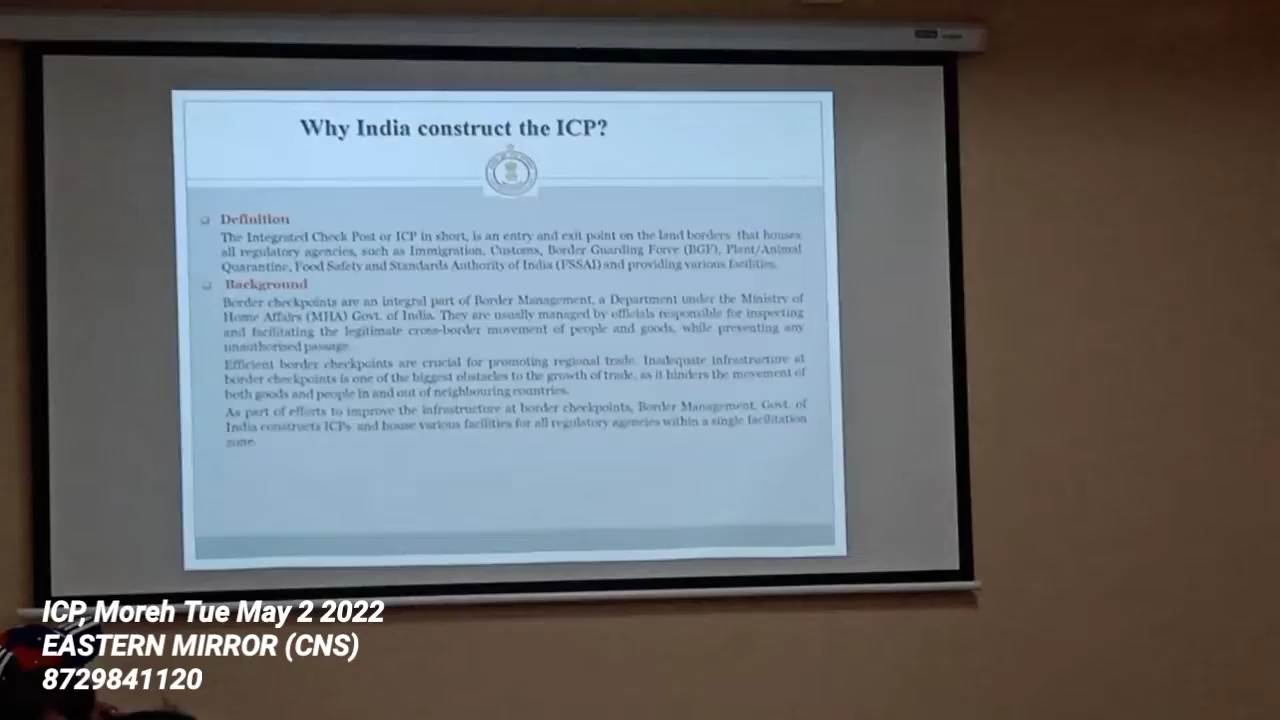 Why India construct the ICP?
Definition
The Integrated Check Post or ICP in short, is an entry and exit point on the land borders that houses
all regulatory agencies, such as Immigration, Customs, Border Guarding Force (BGF), Plant/Animal
Quarantine, Food Safety and Standards Authority of India (FSSAI) and providing various facilities.
Background
Border checkpoints are an integral part of Border Management, a Department under the Ministry of
Home Affairs (MHA) Govt. of India. They are usually managed by officials responsible for inspecting
and facilitating the legitimate cross-border movement of people and goods, while preventing any
unauthorised passage.
Efficient border checkpoints are crucial for promoting regional trade. Inadequate infrastructure at
border checkpoints is one of the biggest obstacles to the growth of trade, as it hinders the movement of
both goods and people in and out of neighbouring countries.
As part of efforts to improve the infrastructure at border checkpoints, Border Management, Govt. of
India constructs ICPs and house various facilities for all regulatory agencies within a single facilitation
zone.
ICP, Moreh Tue May 2 2022
EASTERN MIRROR (CNS)
8729841120